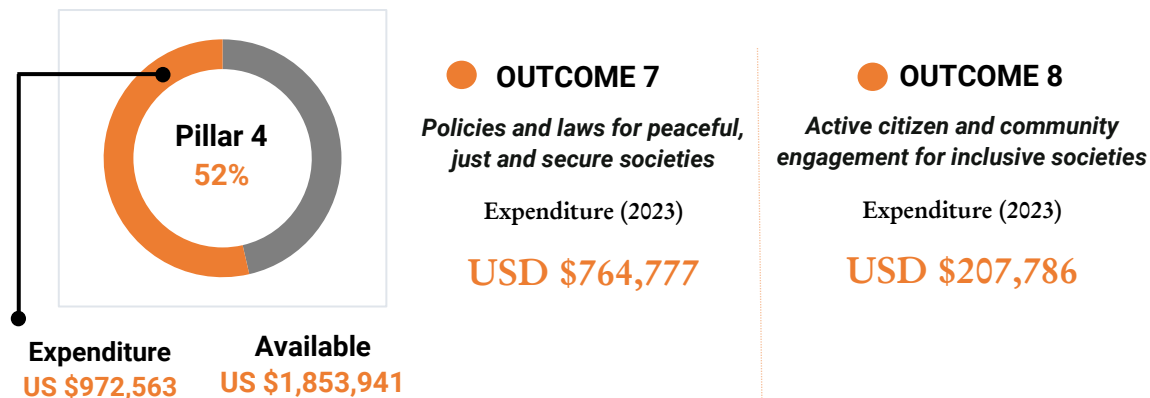 Pillar 4
52%
Expenditure
US $972,563
Available
US $1,853,941
OUTCOME 7
Policies and laws for peaceful,
just and secure societies
Expenditure (2023)
USD $764,777
OUTCOME 8
Active citizen and community
engagement for inclusive societies
Expenditure (2023)
USD $207,786